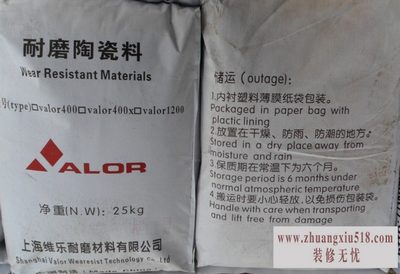 耐磨陶瓷料
Wear Resistant Materials
号(type)□valor400□valor400x□valor1200
VALOR
净重(N.W): 25kg
上海维乐耐磨材料有限公司
Shanghai Valor Wearresist Technology Co., Ltd
储运(outage):
1.内衬塑料薄膜纸袋包装。
Packaged in paper bag with
plactic lining
2.放置在干燥、防雨、防潮的地方。
Stored in a dry place away from
moisture and rain
3.保质期在常温下为六个月。
Storage period is 6 months under
normal atmospheric temperature
4.搬运时要小心轻放，以免损伤包装袋。
Handle with care when transporting
and lift free from damage
www.zhuangxiu518.com
装修无忧